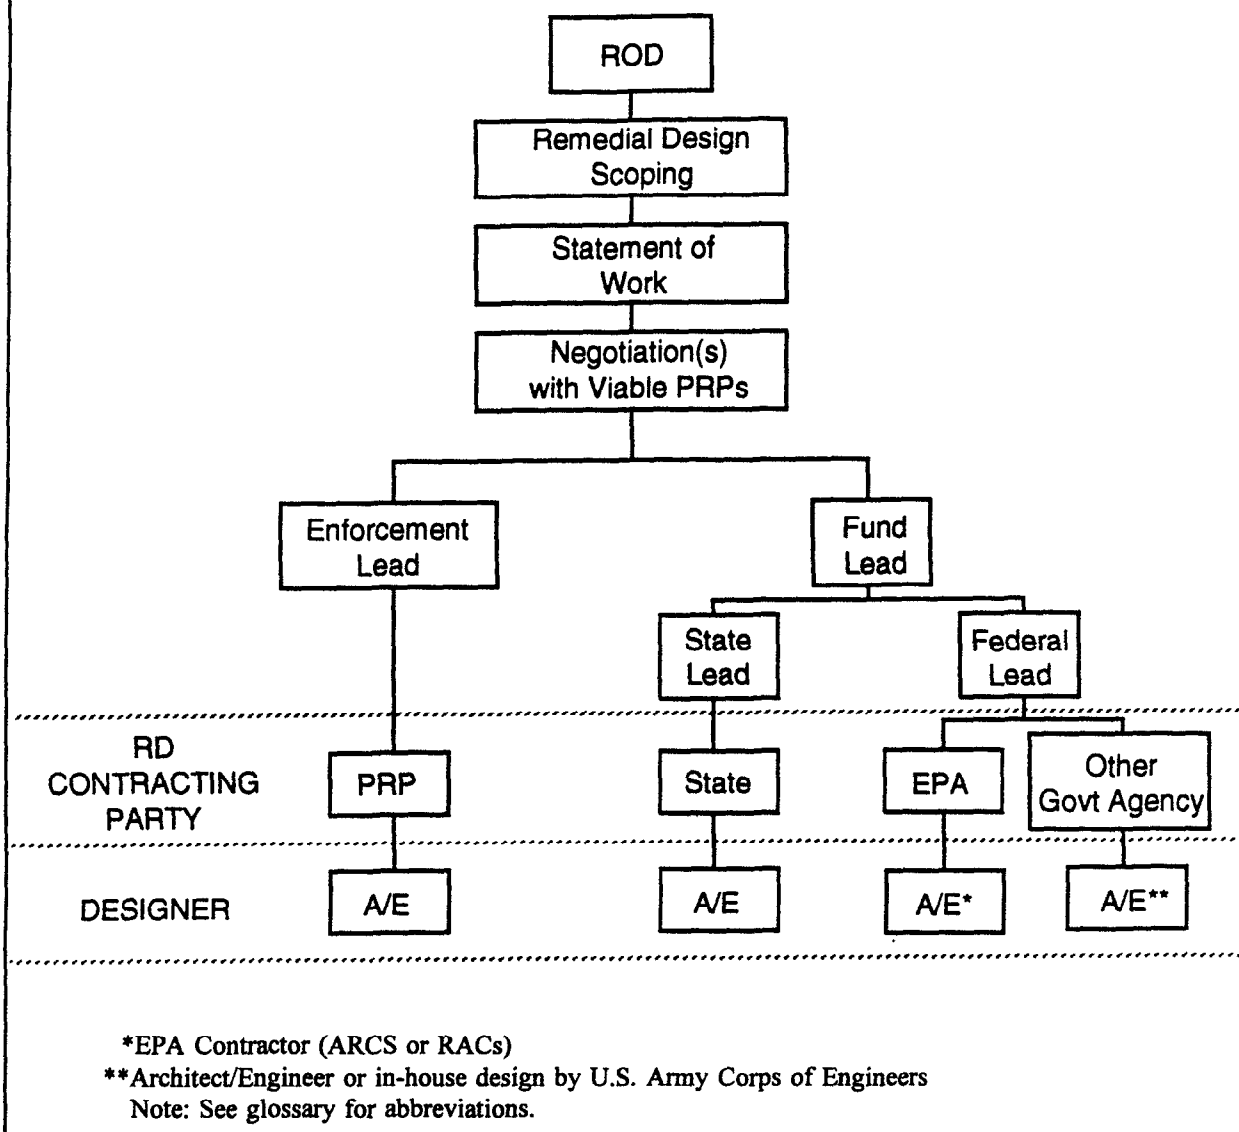 ROD
Remedial Design
Scoping
Statement of
Work
Negotiation(s)
with Viable PRPs
Enforcement
Lead
Fund
Lead
State
Lead
Federal
Lead
RD
CONTRACTING
PARTY
PRP
State
EPA
Other
Govt Agency
DESIGNER
A/E
A/E
A/E*
A/E**
*EPA Contractor (ARCS or RACs)
**Architect/Engineer or in-house design by U.S. Army Corps of Engineers
Note: See glossary for abbreviations.